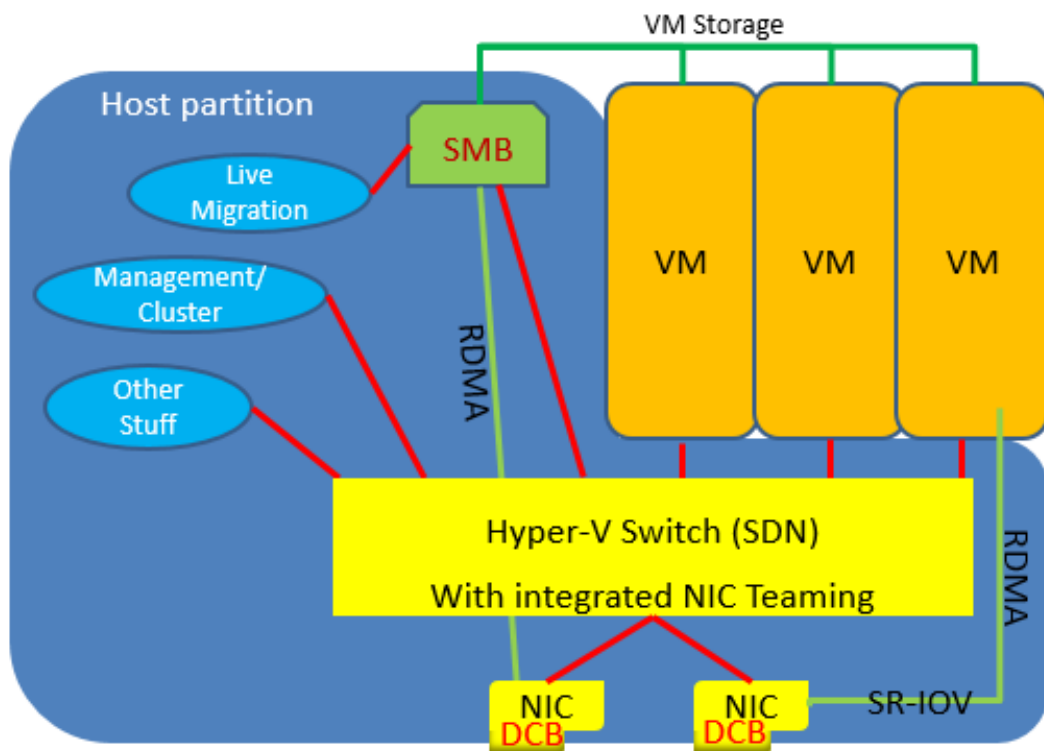 VM Storage
Host partition
SMB
Live
Migration
VM
VM
VM
Management/
Cluster
RDMA
Other
Stuff
Hyper-V Switch (SDN)
With integrated NIC Teaming
RDMA
NIC
DCB
NIC
DCB
SR-IOV